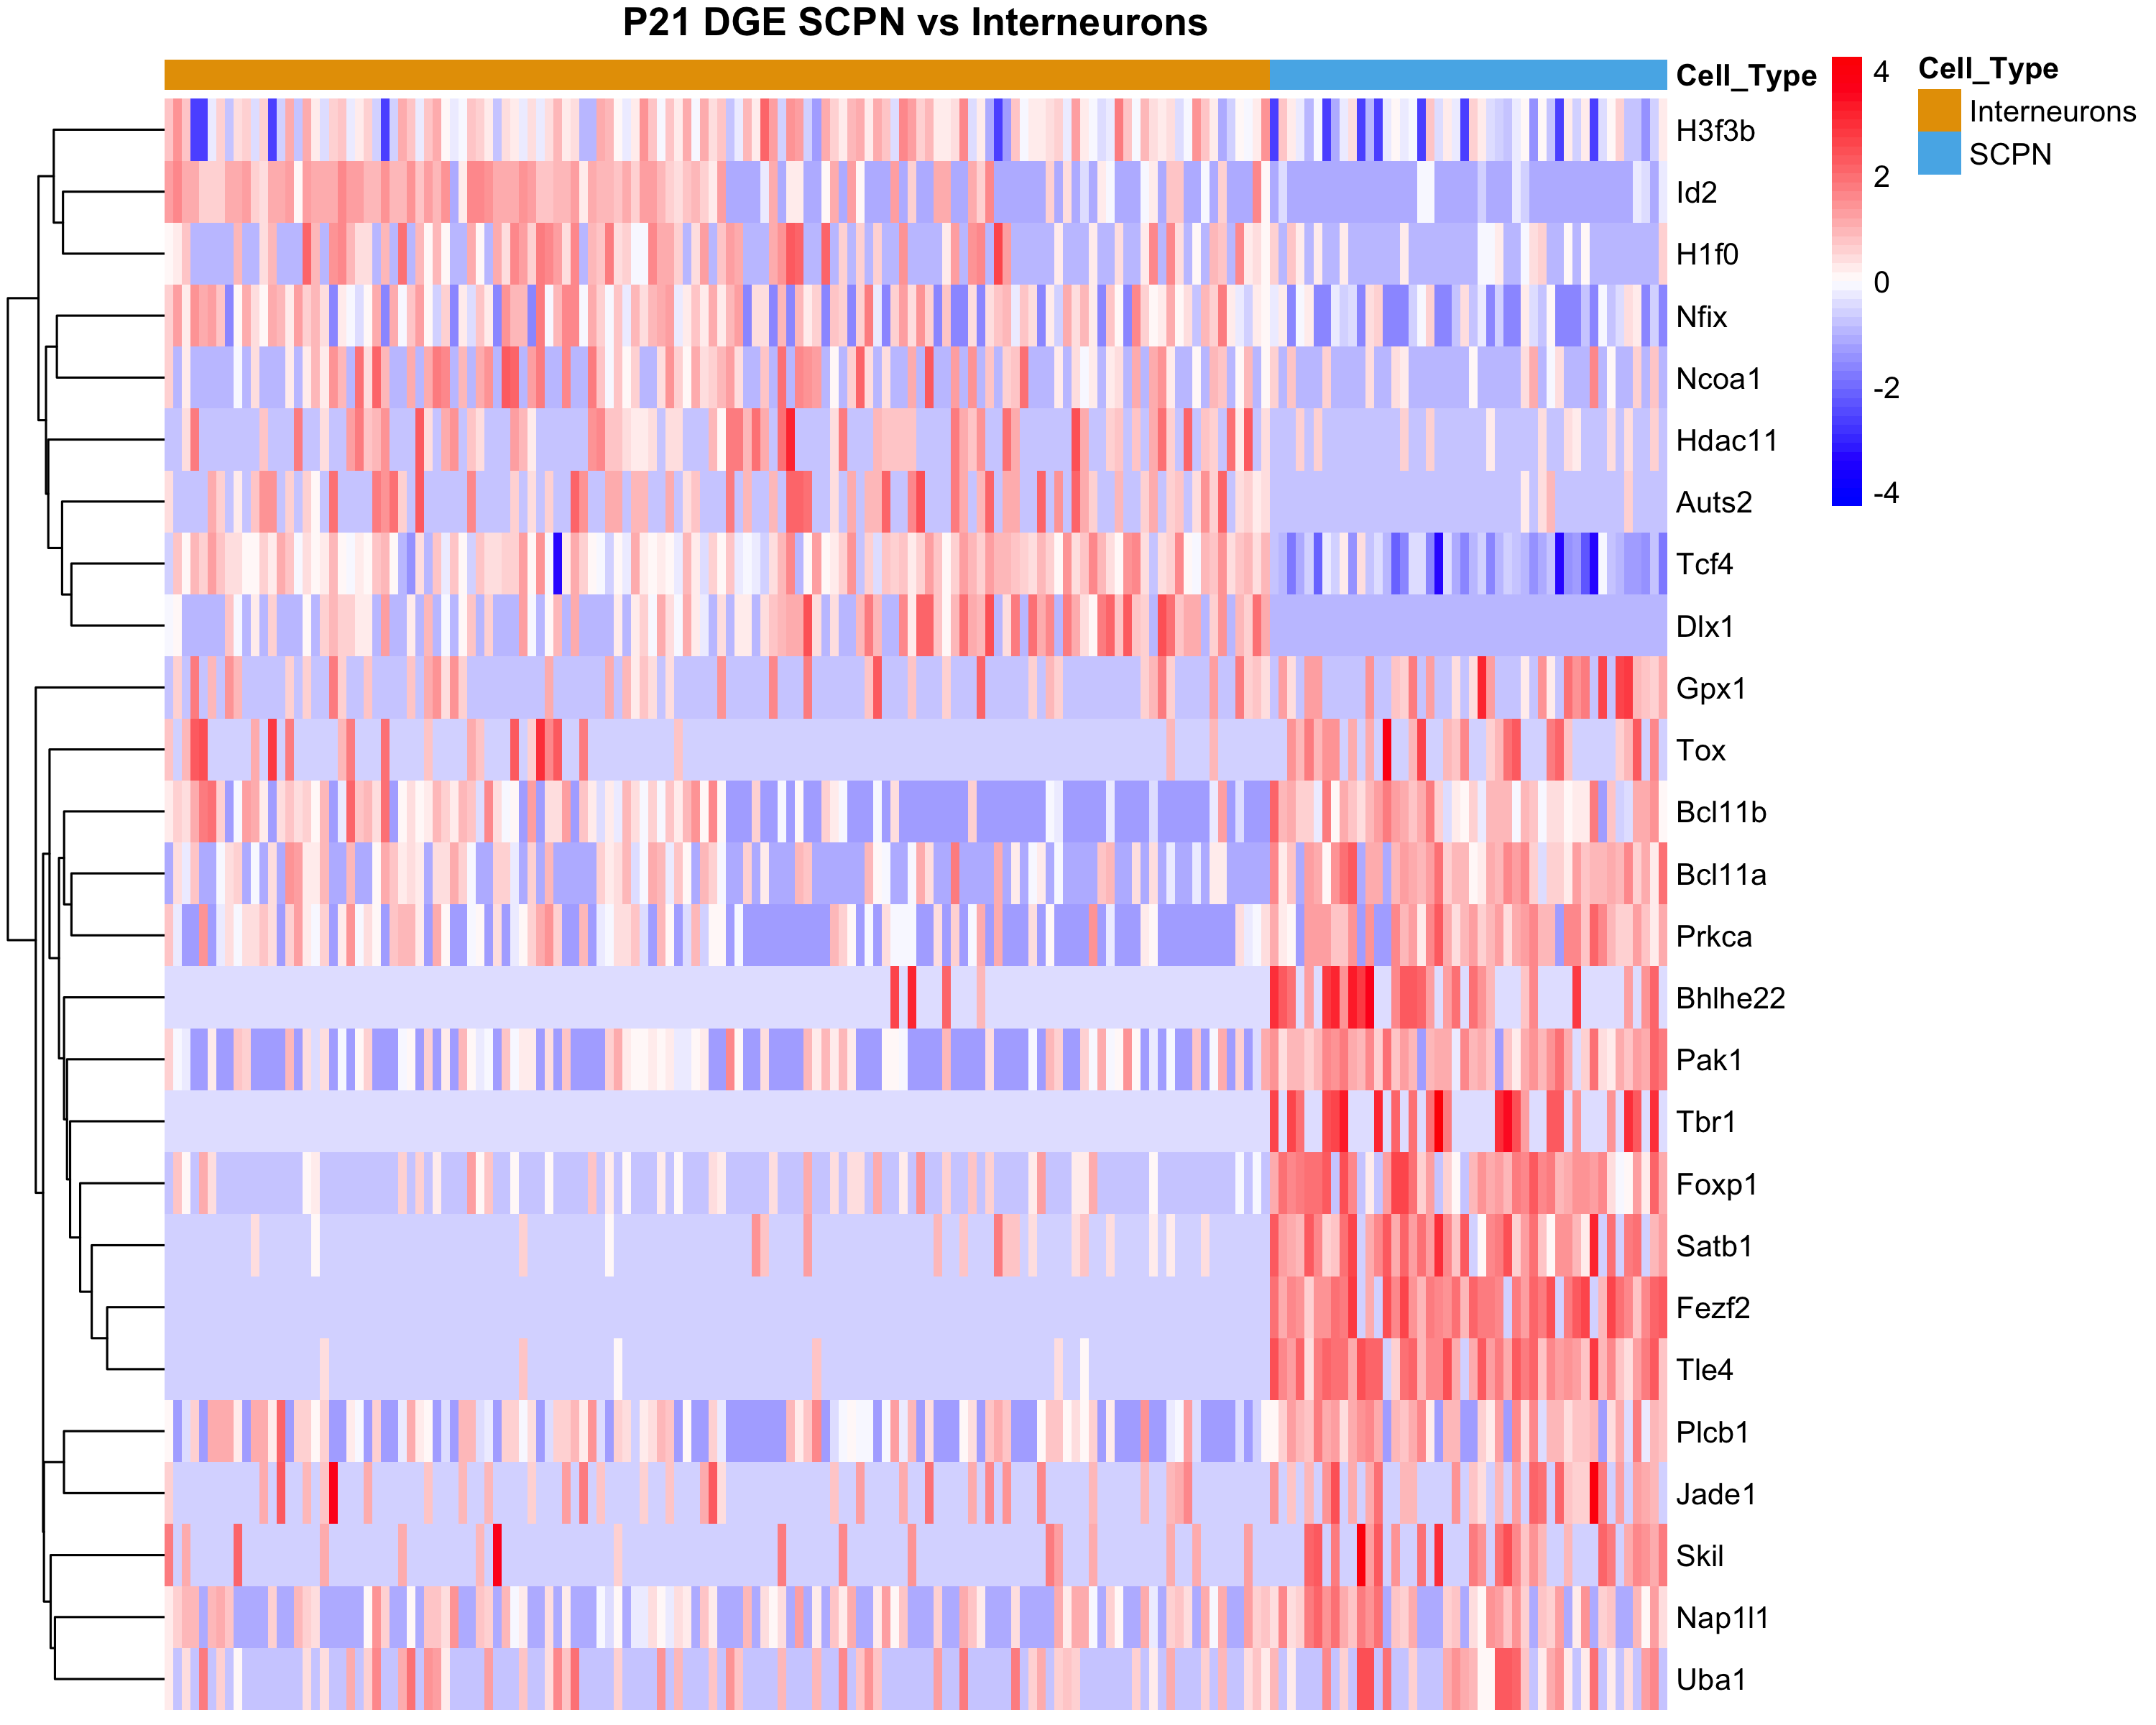 P21 DGE SCPN vs Interneurons
Cell_Type
H3f3b
Id2
H1f0
Nfix
Ncoa1
Hdac11
Auts2
Tcf4
Dlx1
Gpx1
Tox
Bcl11b
Bcl11a
Prkca
Bhlhe22
Pak1
Tbr1
Foxp1
Satb1
Fezf2
Tle4
Plcb1
Jade1
Skil
Nap1l1
Uba1
4
2
0
-2
-4
Cell_Type
Interneurons
SCPN